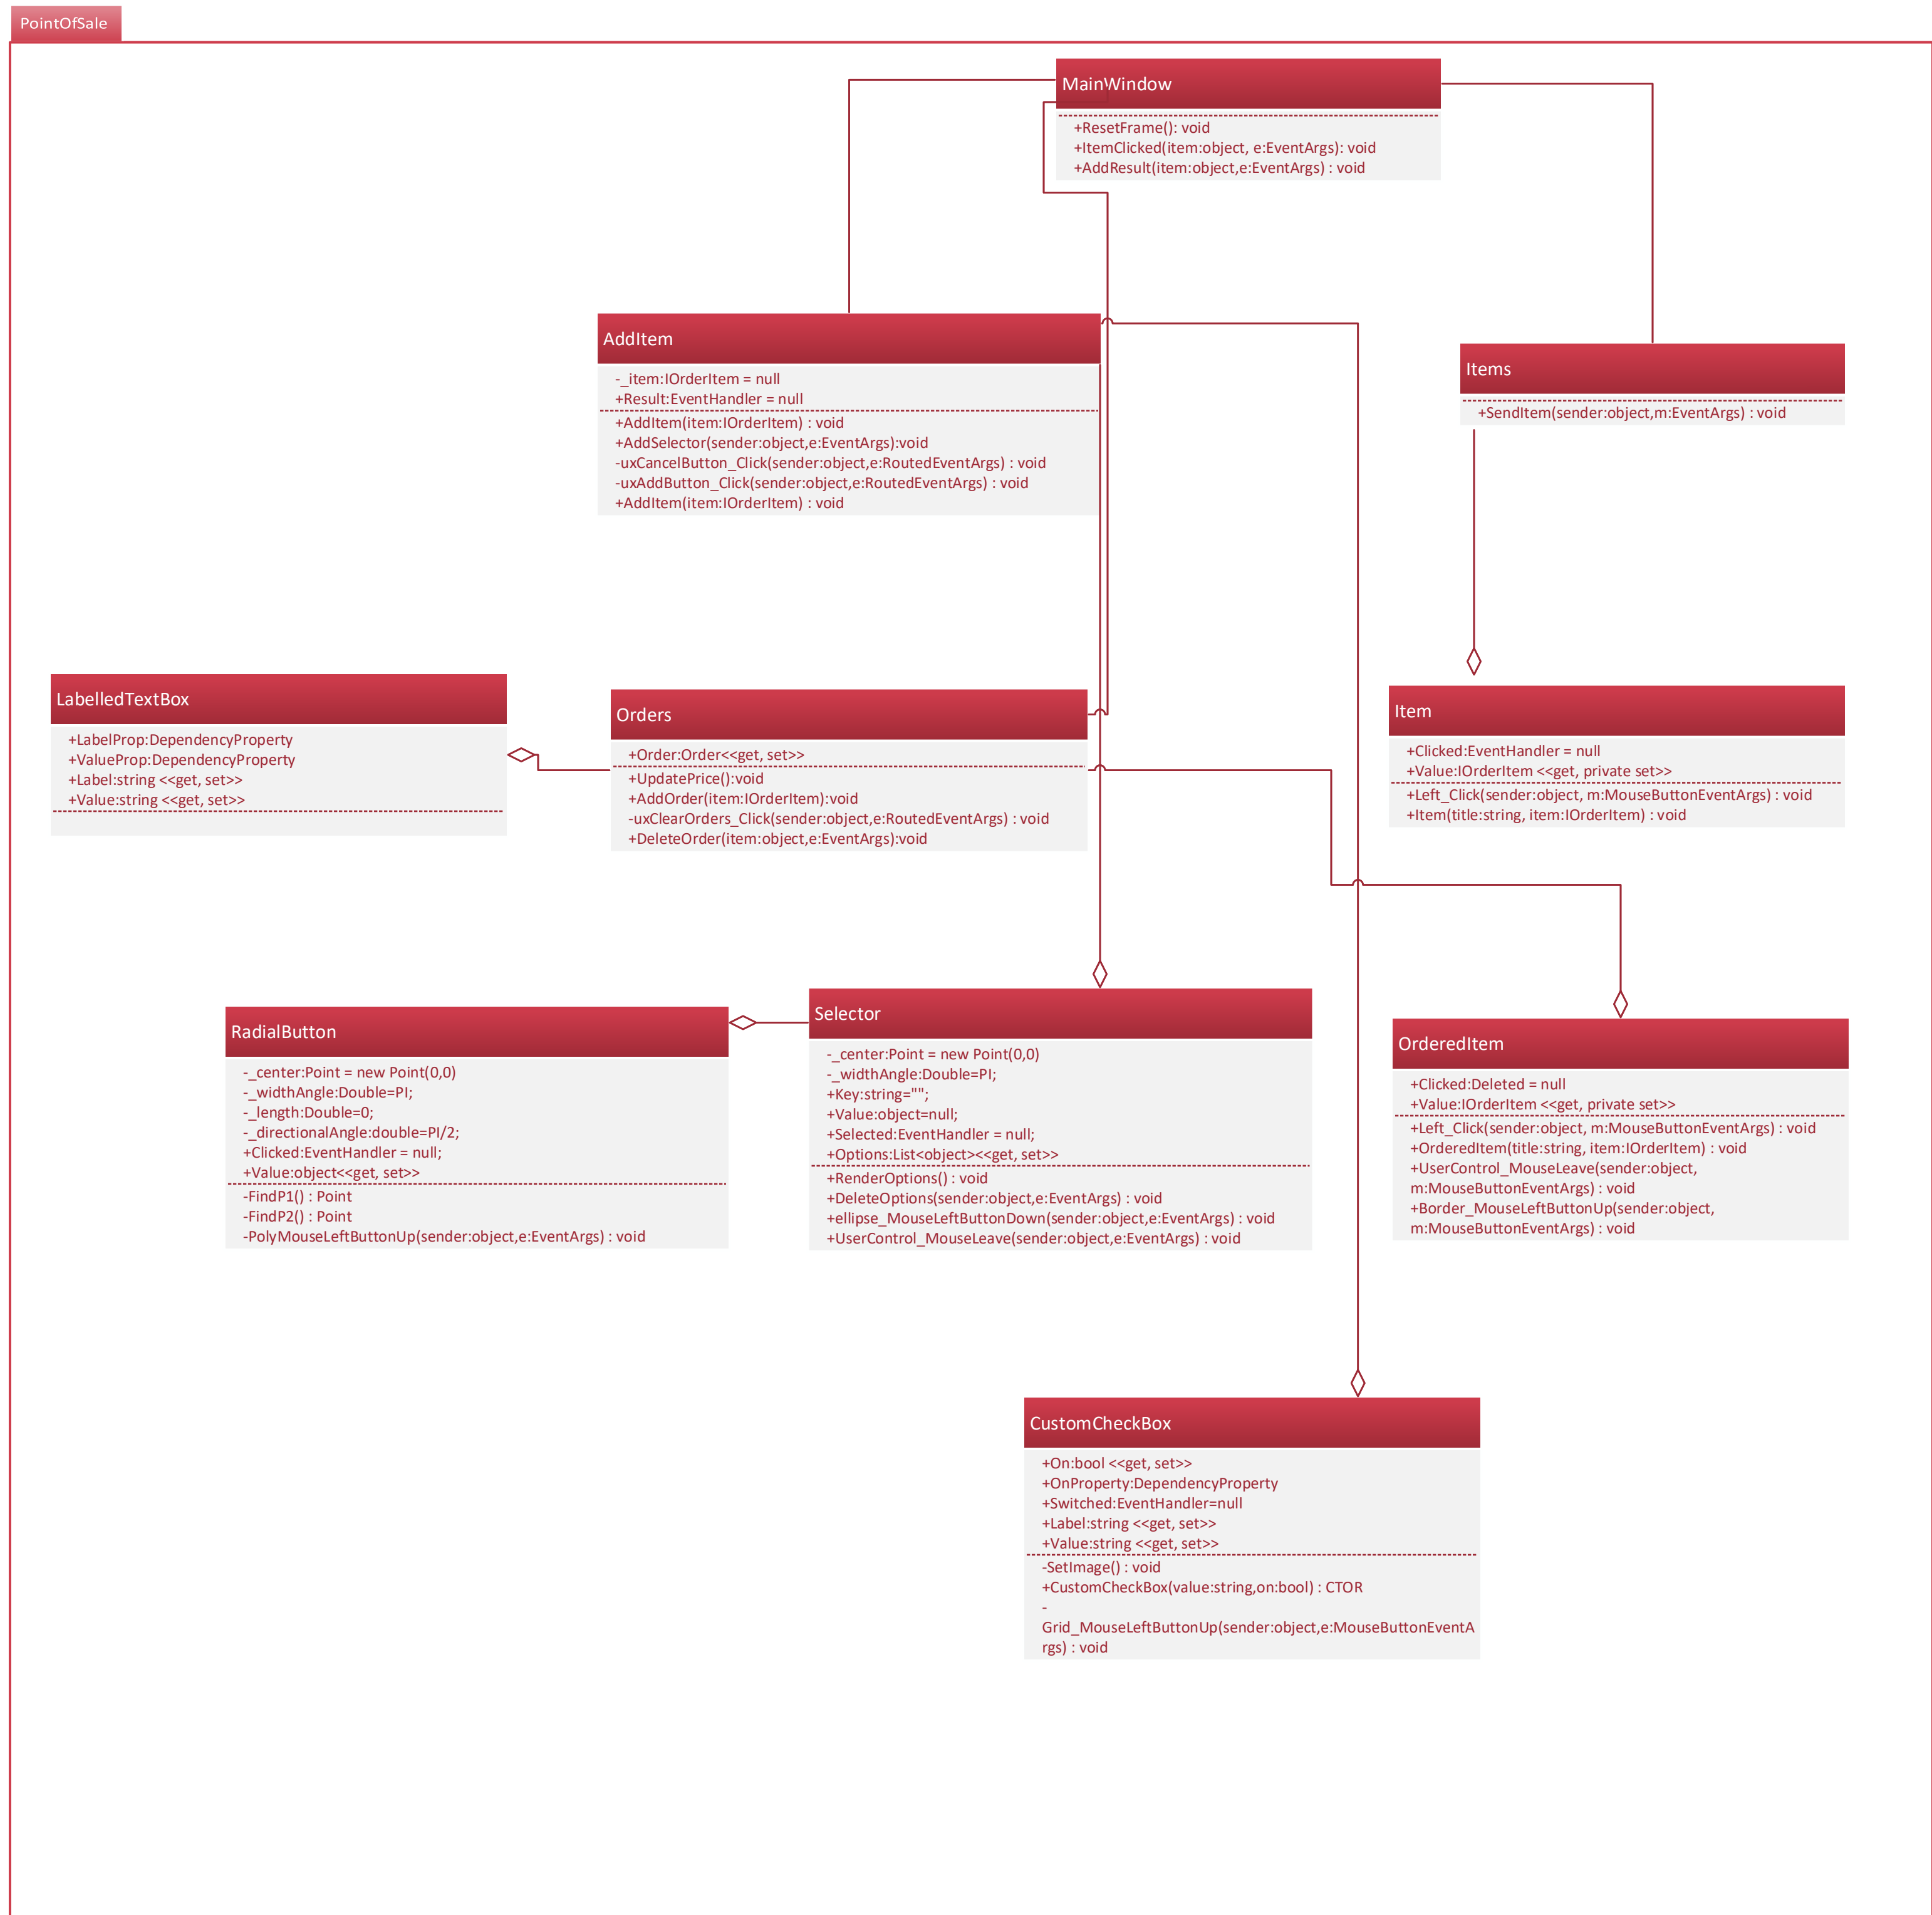 PointOfSale
MainWindow
+ResetFrame(): void
+ItemClicked(item:object, e:EventArgs): void
+AddResult(item:object,e:EventArgs) : void
AddItem
-_item:IOrderItem = null
+Result:EventHandler = null
+AddItem(item:IOrderItem) : void
+AddSelector(sender:object,e:EventArgs):void
-uxCancelButton_Click(sender:object,e:RoutedEventArgs) : void
-uxAddButton_Click(sender:object,e:RoutedEventArgs) : void
+AddItem(item:IOrderItem) : void
Items
+SendItem(sender:object,m:EventArgs) : void
LabelledTextBox
+LabelProp:DependencyProperty
+ValueProp:DependencyProperty
+Label:string <<get, set>>
+Value:string <<get, set>>
Orders
+Order:Order<<get, set>>
+UpdatePrice():void
+AddOrder(item:IOrderItem):void
-uxClearOrders_Click(sender:object,e:RoutedEventArgs) : void
+DeleteOrder(item:object,e:EventArgs):void
Item
+Clicked:EventHandler = null
+Value:IOrderItem <<get, private set>>
+Left_Click(sender:object, m:MouseButtonEventArgs) : void
+Item(title:string, item:IOrderItem) : void
RadialButton
-_center:Point = new Point(0,0)
-_widthAngle:Double=PI;
-_length:Double=0;
-_directionalAngle:double=PI/2;
+Clicked:EventHandler = null;
+Value:object<<get, set>>
-FindP1() : Point
-FindP2() : Point
-PolyMouseLeftButtonUp(sender:object,e:EventArgs) : void
Selector
-_center:Point = new Point(0,0)
-_widthAngle:Double=PI;
+Key:string="";
+Value:object=null;
+Selected:EventHandler = null;
+Options:List<object><<get, set>>
+RenderOptions() : void
+DeleteOptions(sender:object,e:EventArgs) : void
+ellipse_MouseLeftButtonDown(sender:object,e:EventArgs) : void
+UserControl_MouseLeave(sender:object,e:EventArgs) : void
OrderedItem
+Clicked:Deleted = null
+Value:IOrderItem <<get, private set>>
+Left_Click(sender:object, m:MouseButtonEventArgs) : void
+OrderedItem(title:string, item:IOrderItem) : void
+UserControl_MouseLeave(sender:object,
m:MouseButtonEventArgs) : void
+Border_MouseLeftButtonUp(sender:object,
m:MouseButtonEventArgs) : void
CustomCheckBox
+On:bool <<get, set>>
+OnProperty:DependencyProperty
+Switched:EventHandler=null
+Label:string <<get, set>>
+Value:string <<get, set>>
-SetImage() : void
+CustomCheckBox(value:string,on:bool) : CTOR
-
Grid_MouseLeftButtonUp(sender:object,e:MouseButtonEventA
rgs) : void